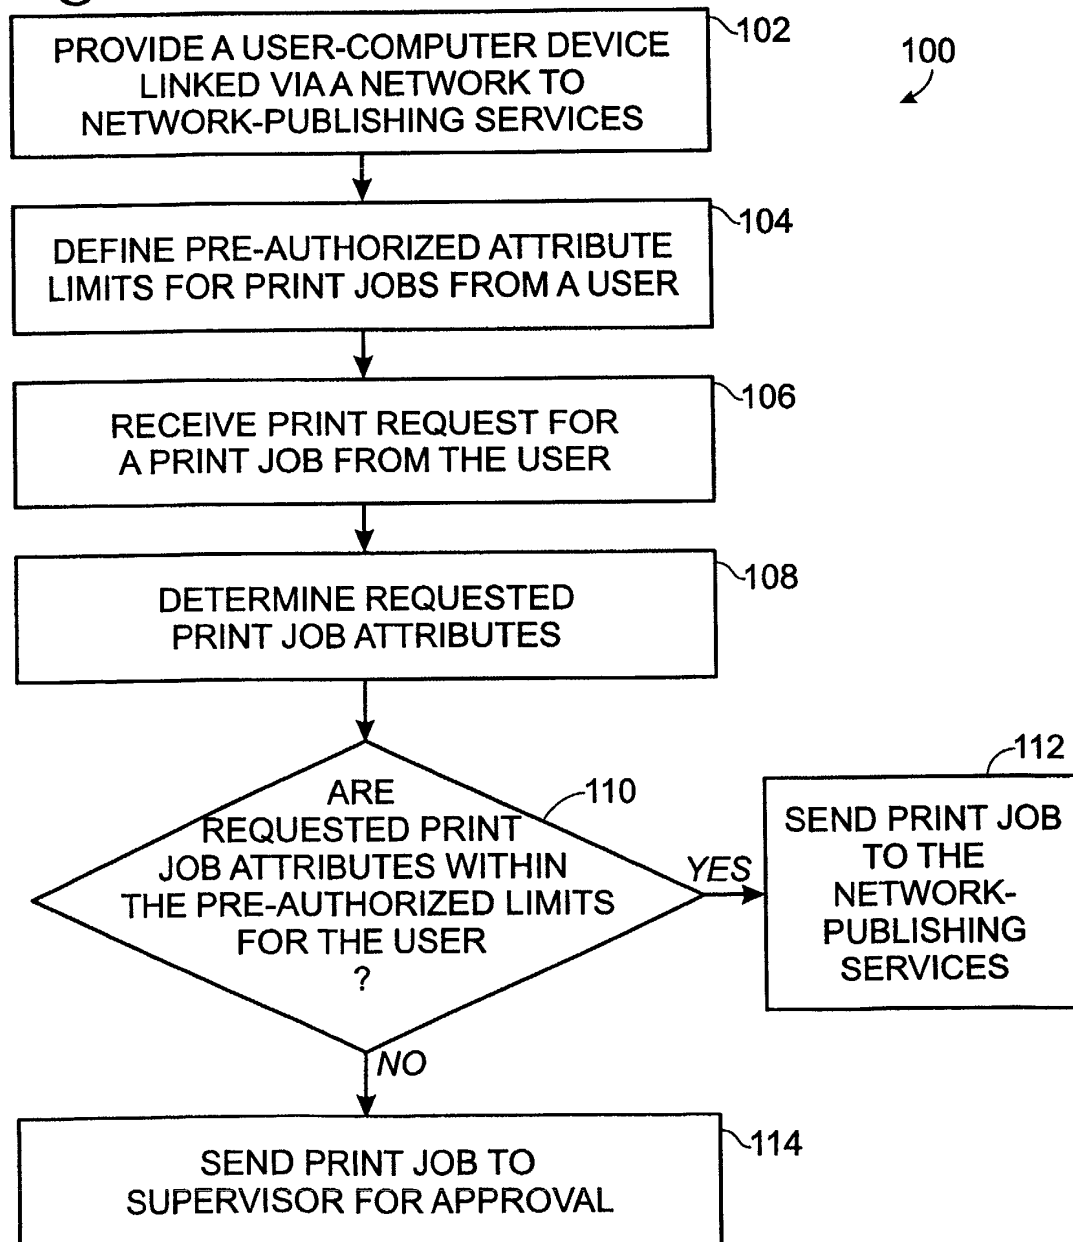 PROVIDE A USER-COMPUTER DEVICE
LINKED VIA A NETWORK TO
NETWORK-PUBLISHING SERVICES
102
100
DEFINE PRE-AUTHORIZED ATTRIBUTE
LIMITS FOR PRINT JOBS FROM A USER
104
RECEIVE PRINT REQUEST FOR
A PRINT JOB FROM THE USER
106
DETERMINE REQUESTED
PRINT JOB ATTRIBUTES
108
ARE
REQUESTED PRINT
JOB ATTRIBUTES WITHIN
THE PRE-AUTHORIZED LIMITS
FOR THE USER
?
110
YES
112
SEND PRINT JOB
TO THE
NETWORK-
PUBLISHING
SERVICES
NO
SEND PRINT JOB TO
SUPERVISOR FOR APPROVAL
114